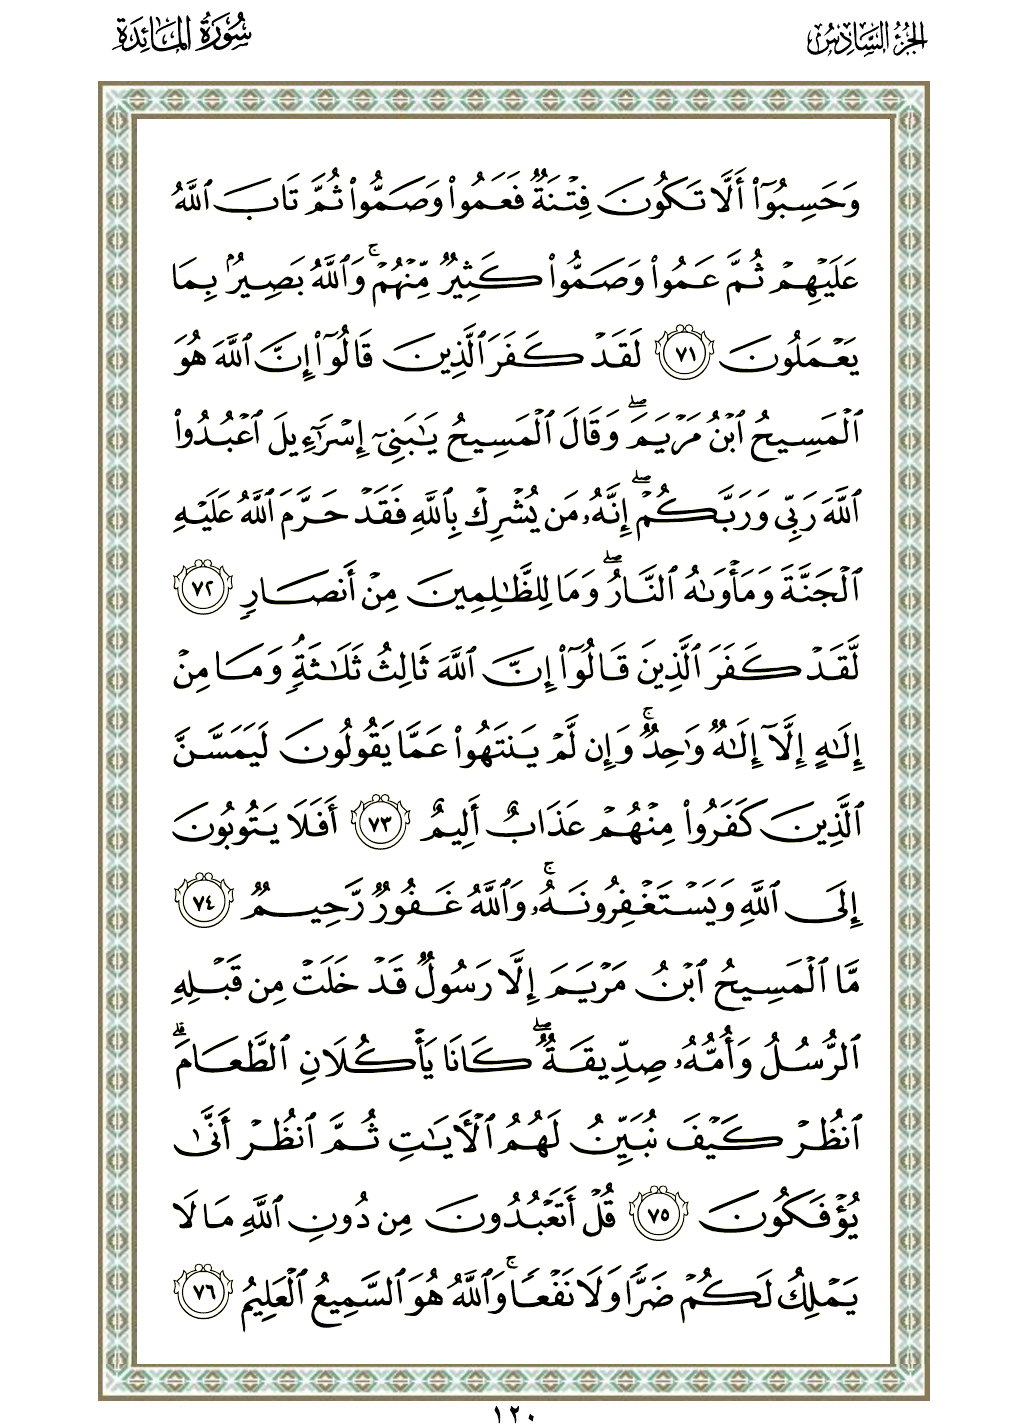 الجزء السادس
سورة المائدة
وَحَسِبُوٓا۟ أَلَّا تَكُونَ فِتْنَةٌ فَعَمُوا۟ وَصَمُّوا۟ ثُمَّ تَابَ ٱللَّهُ
عَلَيْهِمْ ثُمَّ عَمُوا۟ وَصَمُّوا۟ كَثِيرٌ مِّنْهُمْ ۚ وَٱللَّهُ بَصِيرٌۢ بِمَا
يَعْمَلُونَ ٧١ لَقَدْ كَفَرَ ٱلَّذِينَ قَالُوٓا۟ إِنَّ ٱللَّهَ هُوَ
ٱلْمَسِيحُ ٱبْنُ مَرْيَمَ ۖ وَقَالَ ٱلْمَسِيحُ يَـٰبَنِىٓ إِسْرَٰٓءِيلَ ٱعْبُدُوا۟
ٱللَّهَ رَبِّى وَرَبَّكُمْ ۖ إِنَّهُۥ مَن يُشْرِكْ بِٱللَّهِ فَقَدْ حَرَّمَ ٱللَّهُ عَلَيْهِ
ٱلْجَنَّةَ وَمَأْوَىٰهُ ٱلنَّارُ ۖ وَمَا لِلظَّـٰلِمِينَ مِنْ أَنصَارٍ ٧٢
لَّقَدْ كَفَرَ ٱلَّذِينَ قَالُوٓا۟ إِنَّ ٱللَّهَ ثَالِثُ ثَلَـٰثَةٍ ۘ وَمَا مِنْ
إِلَـٰهٍ إِلَّآ إِلَـٰهٌ وَٰحِدٌ ۚ وَإِن لَّمْ يَنتَهُوا۟ عَمَّا يَقُولُونَ لَيَمَسَّنَّ
ٱلَّذِينَ كَفَرُوا۟ مِنْهُمْ عَذَابٌ أَلِيمٌ ٧٣ أَفَلَا يَتُوبُونَ
إِلَى ٱللَّهِ وَيَسْتَغْفِرُونَهُۥ ۚ وَٱللَّهُ غَفُورٌ رَّحِيمٌ ٧٤
مَّا ٱلْمَسِيحُ ٱبْنُ مَرْيَمَ إِلَّا رَسُولٌ قَدْ خَلَتْ مِن قَبْلِهِ
ٱلرُّسُلُ وَأُمُّهُۥ صِدِّيقَةٌ ۖ كَانَا يَأْكُلَانِ ٱلطَّعَامَ ۗ
ٱنظُرْ كَيْفَ نُبَيِّنُ لَهُمُ ٱلْـَٔايَـٰتِ ثُمَّ ٱنظُرْ أَنَّىٰ
يُؤْفَكُونَ ٧٥ قُلْ أَتَعْبُدُونَ مِن دُونِ ٱللَّهِ مَا لَا
يَمْلِكُ لَكُمْ ضَرًّا وَلَا نَفْعًا ۚ وَٱللَّهُ هُوَ ٱلسَّمِيعُ ٱلْعَلِيمُ ٧٦
١٢٠